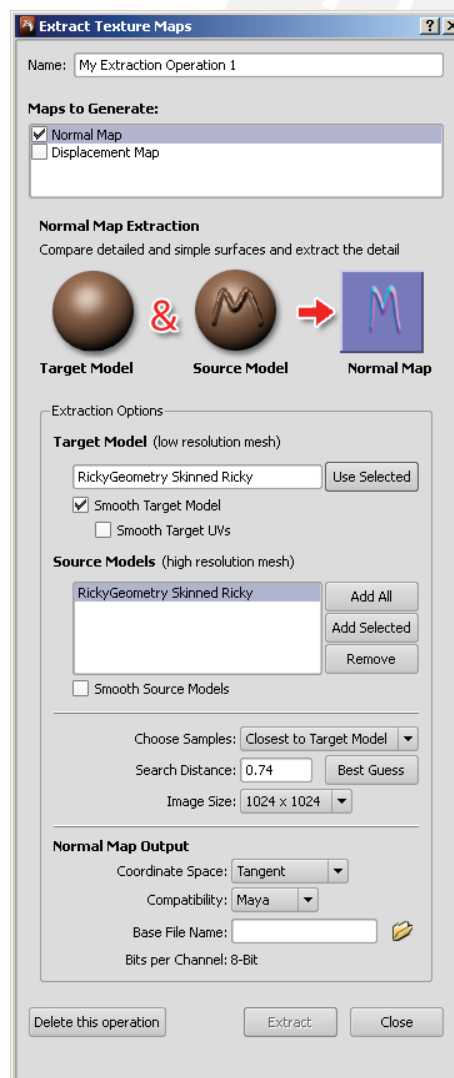 Extract Texture Maps
Name: My Extraction Operation 1
Maps to Generate:
Normal Map
Displacement Map
Normal Map Extraction
Compare detailed and simple surfaces and extract the detail
&
Target Model Source Model Normal Map
Extraction Options
Target Model (low resolution mesh)
RickyGeometry Skinned Ricky Use Selected
Smooth Target Model
Smooth Target UVs
Source Models (high resolution mesh)
RickyGeometry Skinned Ricky Add All
Add Selected
Remove
Smooth Source Models
Choose Samples: Closest to Target Model
Search Distance: 0.74 Best Guess
Image Size: 1024 x 1024
Normal Map Output
Coordinate Space: Tangent
Compatibility: Maya
Base File Name:
Bits per Channel: 8-Bit
Delete this operation Extract Close